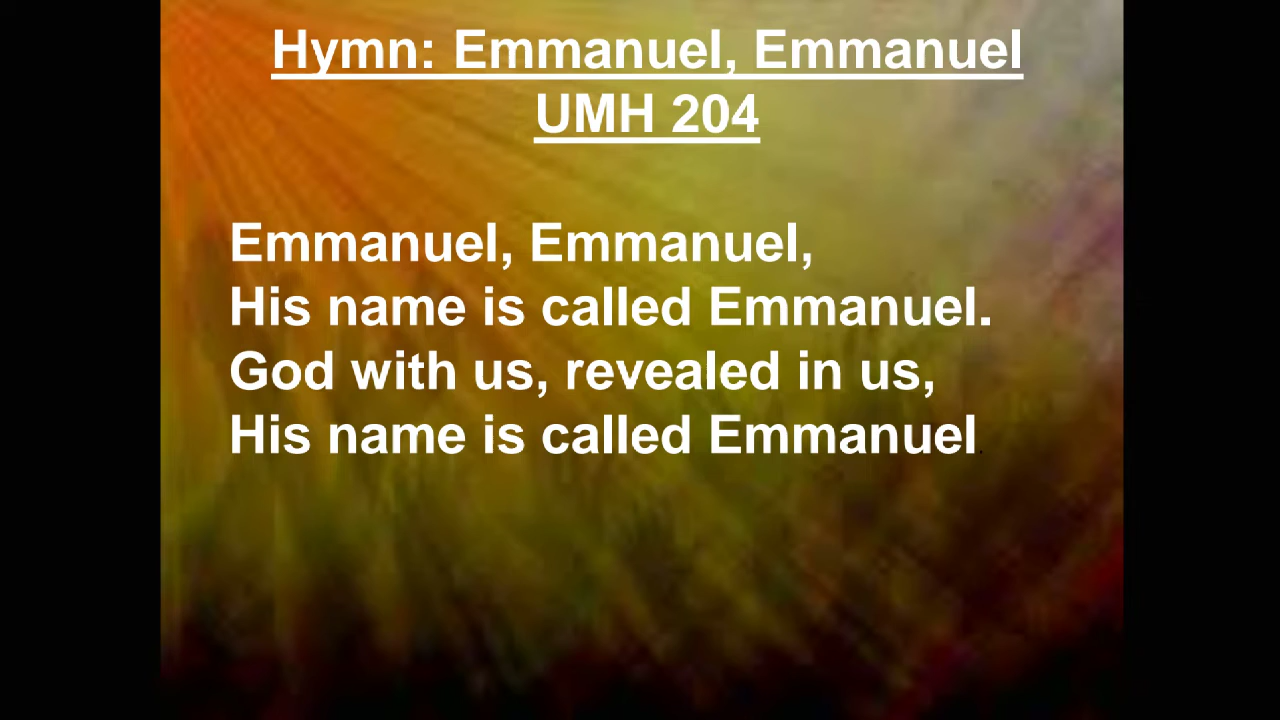 Hymn: Emmanuel, Emmanuel
UMH 204
Emmanuel, Emmanuel,
His name is called Emmanuel.
God with us, revealed in us,
His name is called Emmanuel.